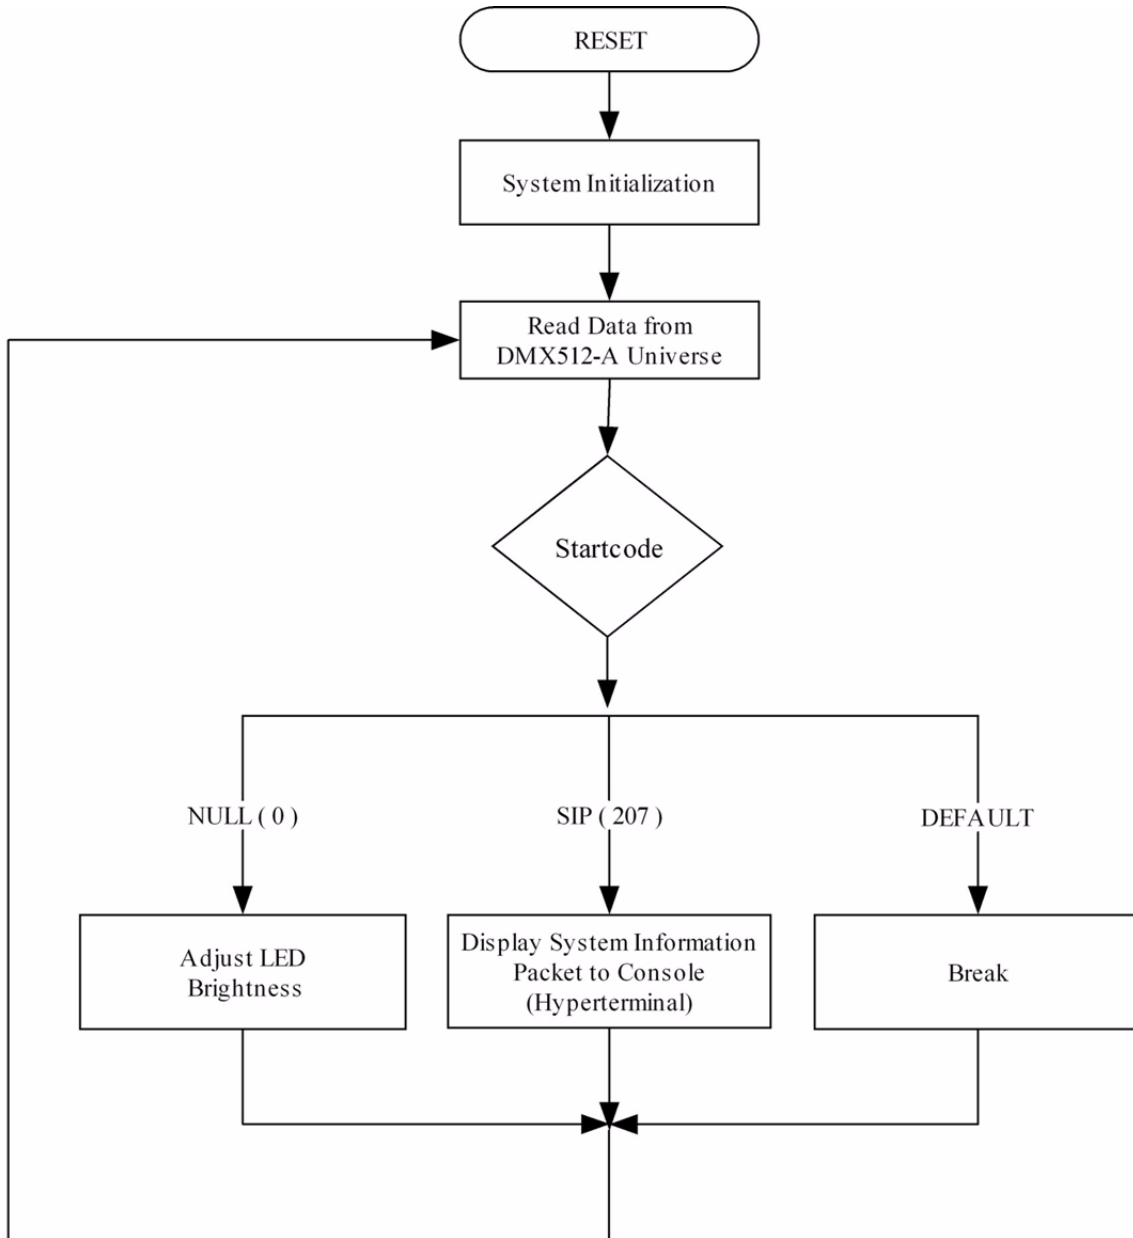 RESET
System Initialization
Read Data from
DMX512-A Universe
Startcode
NULL ( 0 )
SIP ( 207 )
DEFAULT
Adjust LED
Brightness
Display System Information
Packet to Console
(Hyperterminal)
Break